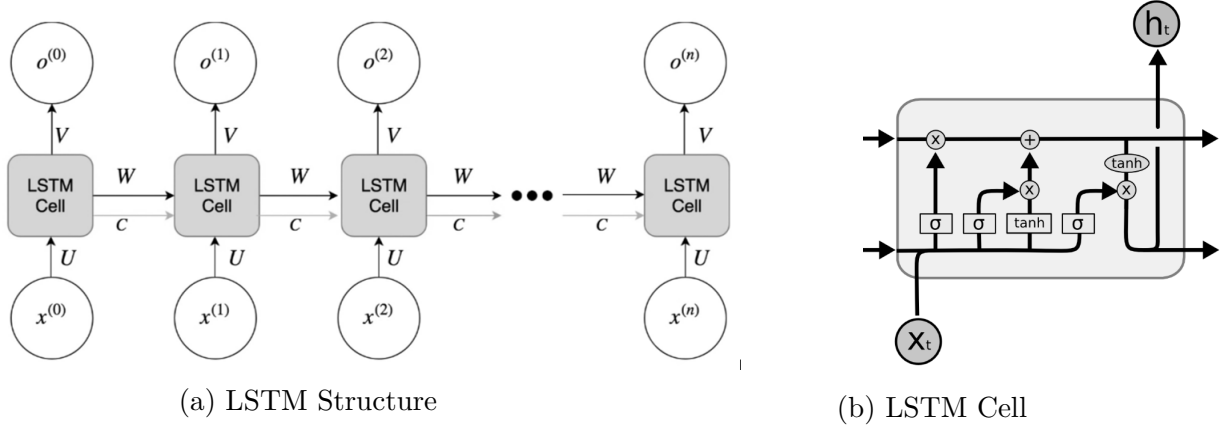 o^(0) o^(1) o^(2) o^(n)
V V V V
LSTM Cell LSTM Cell LSTM Cell LSTM Cell
W W W W
C C C C
U U U U
x^(0) x^(1) x^(2) x^(n)
(a) LSTM Structure
h_t
x +
tanh
x x
σ σ tanh σ
X_t
(b) LSTM Cell